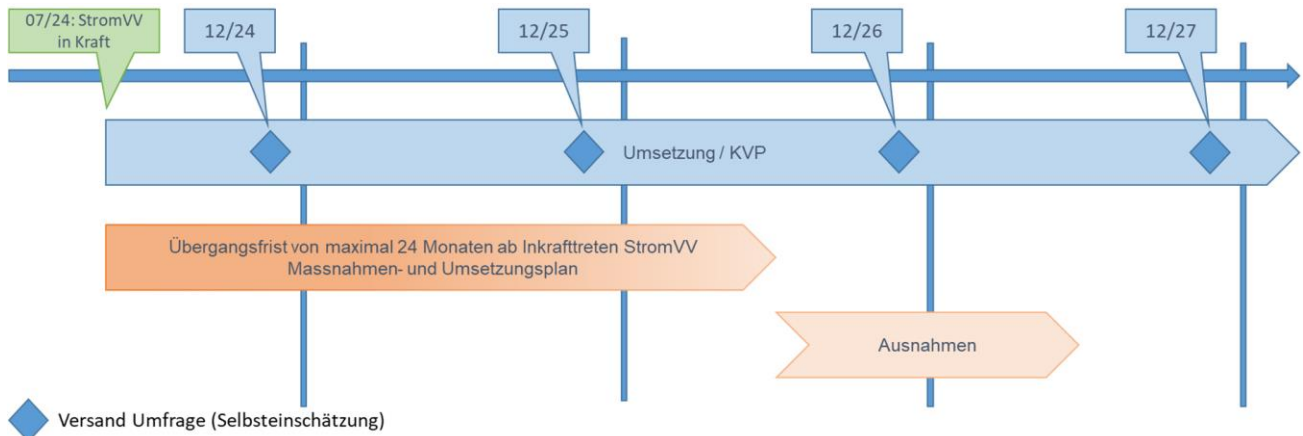 07/24: StromVV
in Kraft
12/24
12/25
12/26
12/27
Umsetzung / KVP
Übergangsfrist von maximal 24 Monaten ab Inkrafttreten StromVV
Massnahmen- und Umsetzungsplan
Ausnahmen
Versand Umfrage (Selbsteinschätzung)